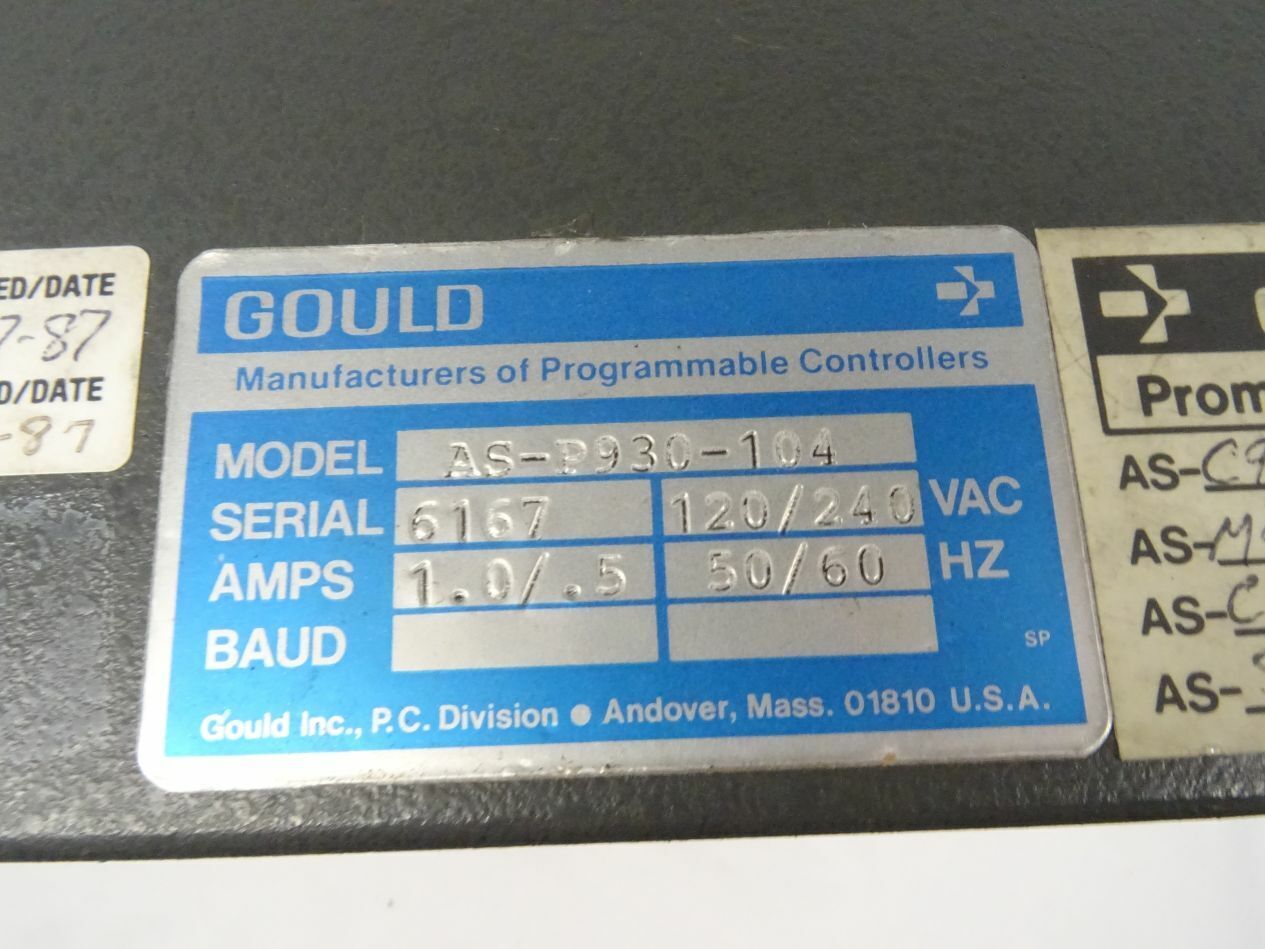 ED/DATE
7-87
D/DATE
-87
GOULD
Manufacturers of Programmable Controllers
MODEL AS-P930-104
SERIAL 6167 120/240 VAC
AMPS 1.0/.5 50/60 HZ
BAUD
SP
Gould Inc., P.C. Division ● Andover, Mass. 01810 U.S.A.
Prom
AS-C9
AS-M
AS-C
AS-